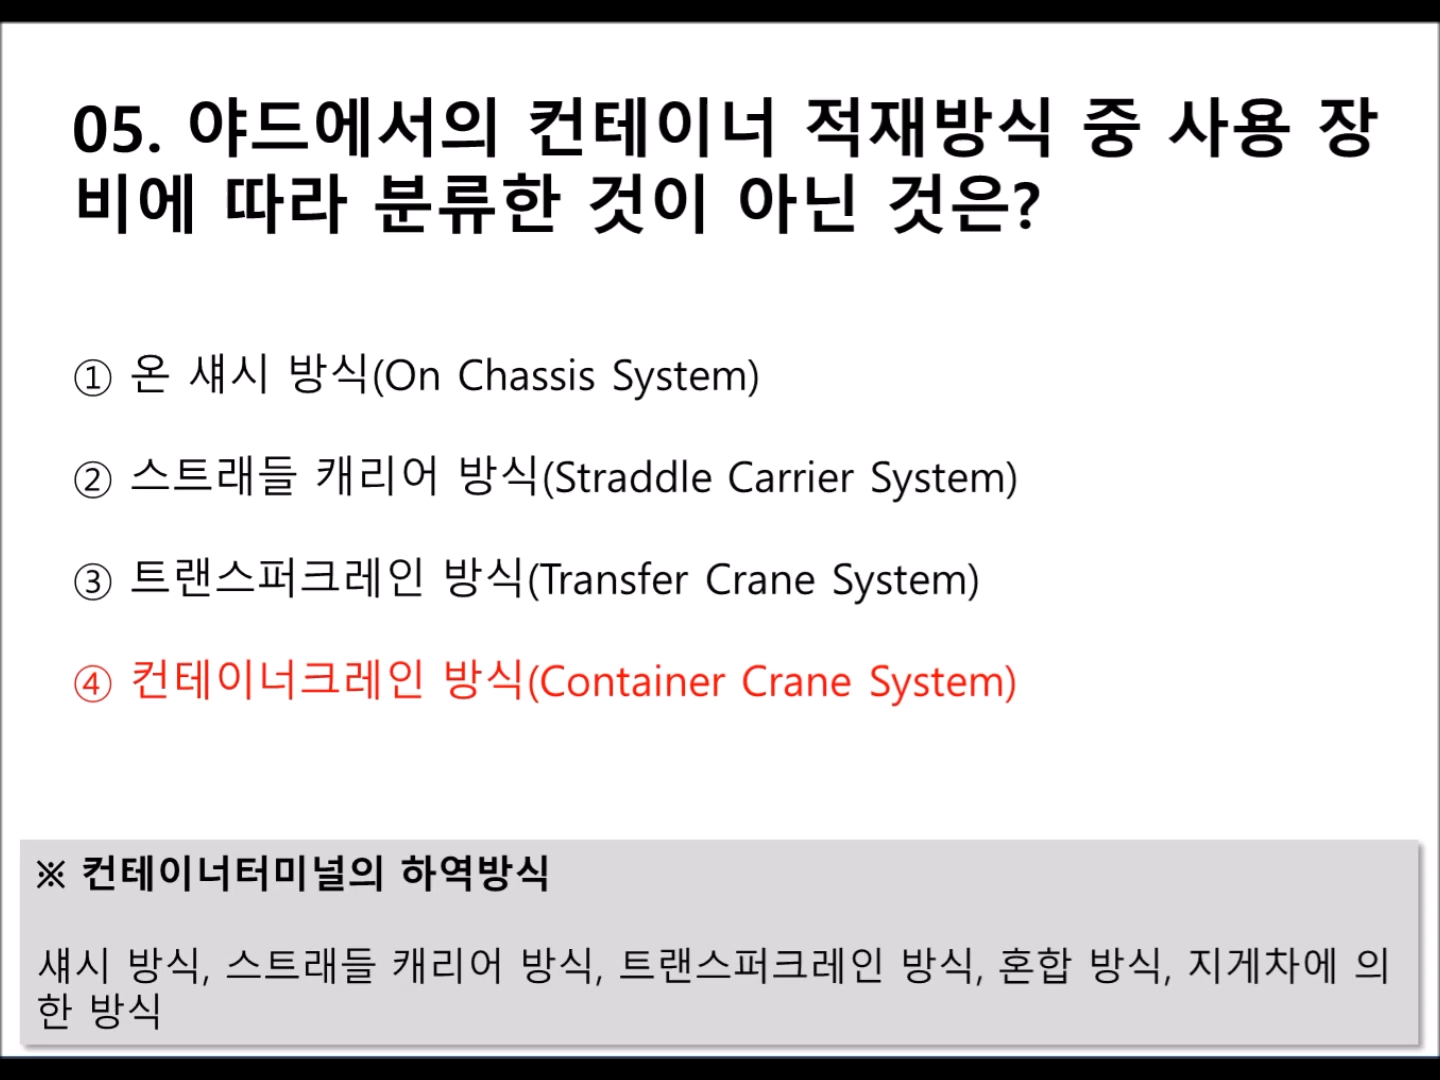 05. 야드에서의 컨테이너 적재방식 중 사용 장
비에 따라 분류한 것이 아닌 것은?
① 온 섀시 방식(On Chassis System)
② 스트래들 캐리어 방식(Straddle Carrier System)
③ 트랜스퍼크레인 방식(Transfer Crane System)
④ 컨테이너크레인 방식(Container Crane System)
※ 컨테이너터미널의 하역방식
섀시 방식, 스트래들 캐리어 방식, 트랜스퍼크레인 방식, 혼합 방식, 지게차에 의
한 방식